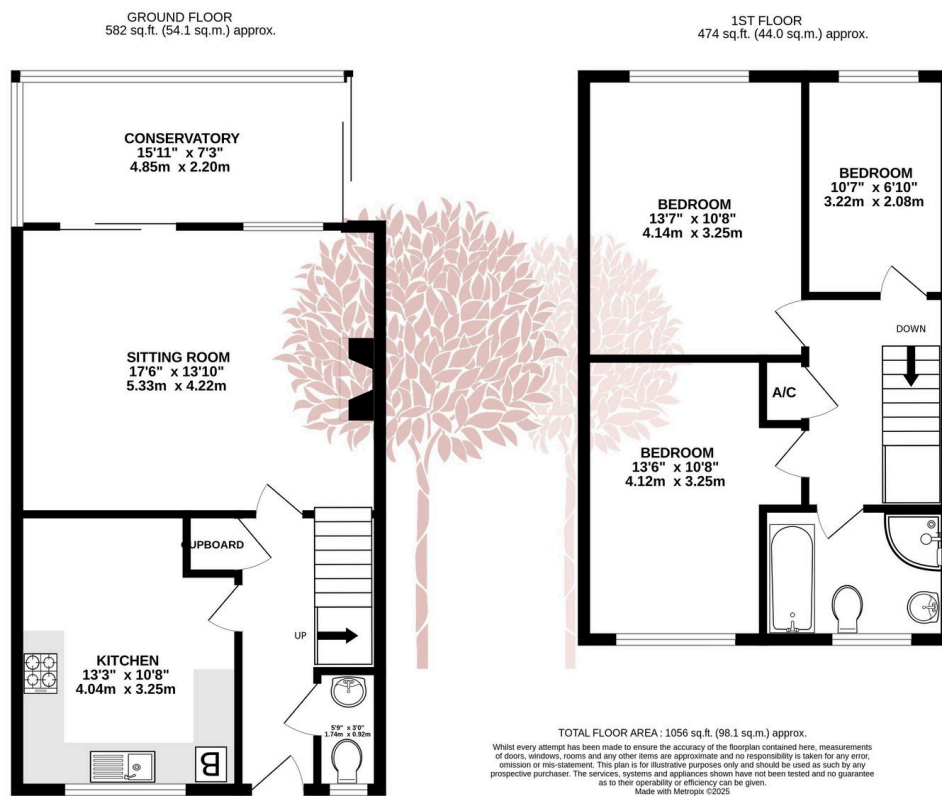 GROUND FLOOR
582 sq.ft. (54.1 sq.m.) approx.
CONSERVATORY
15'11" x 7'3"
4.85m x 2.20m
SITTING ROOM
17'6" x 13'10"
5.33m x 4.22m
CUPBOARD
UP
KITCHEN
13'3" x 10'8"
4.04m x 3.25m
5'9" x 3'0"
1.74m x 0.92m
B
1ST FLOOR
474 sq.ft. (44.0 sq.m.) approx.
BEDROOM
13'7" x 10'8"
4.14m x 3.25m
BEDROOM
10'7" x 6'10"
3.22m x 2.08m
DOWN
A/C
BEDROOM
13'6" x 10'8"
4.12m x 3.25m
TOTAL FLOOR AREA : 1056 sq.ft. (98.1 sq.m.) approx.
Whilst every attempt has been made to ensure the accuracy of the floorplan contained here, measurements
of doors, windows, rooms and any other items are approximate and no responsibility is taken for any error,
omission or mis-statement. This plan is for illustrative purposes only and should be used as such by any
prospective purchaser. The services, systems and appliances shown have not been tested and no guarantee
as to their operability or efficiency can be given.
Made with Metropix ©2025